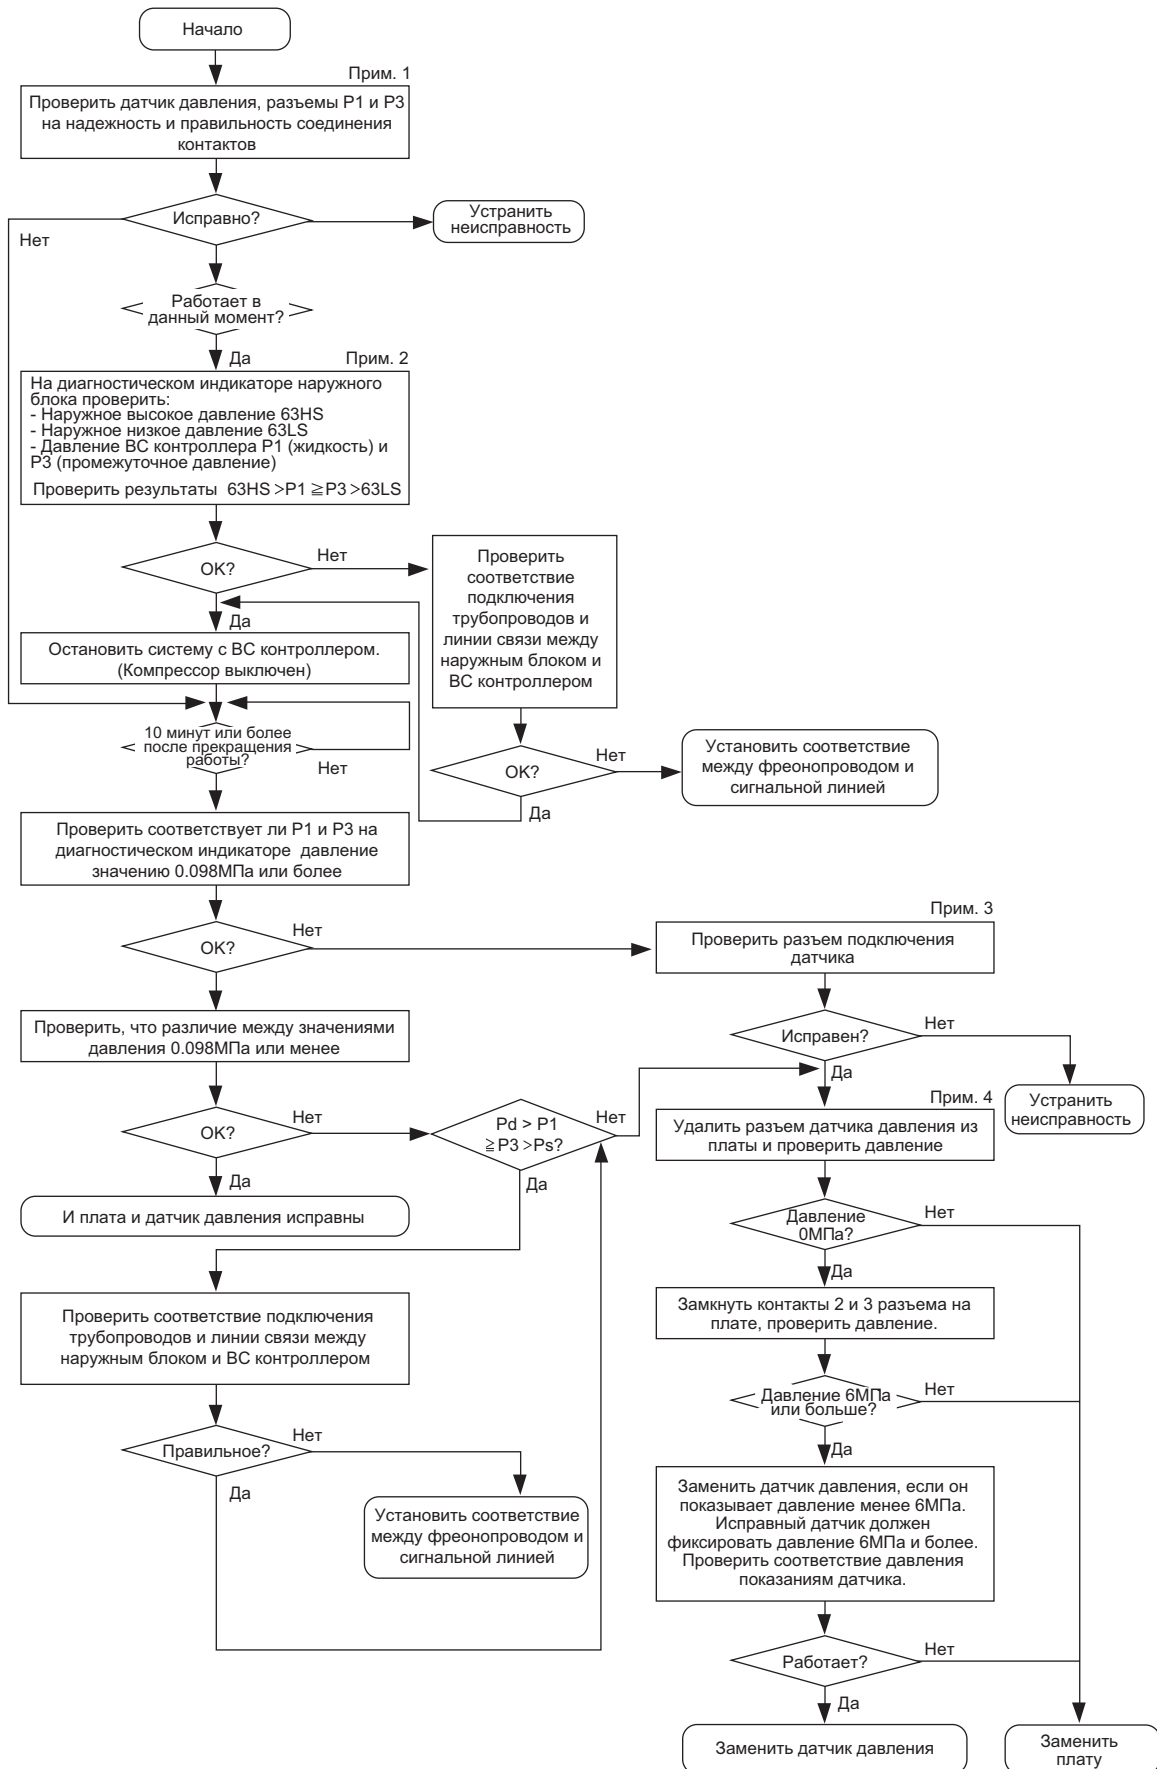 Начало
Прим. 1
Проверить датчик давления, разъемы P1 и P3
на надежность и правильность соединения
контактов
Исправно?
Устранить
неисправность
Нет
Работает в
данный момент?
Да
Прим. 2
На диагностическом индикаторе наружного
блока проверить:
- Наружное высокое давление 63HS
- Наружное низкое давление 63LS
- Давление ВС контроллера P1 (жидкость) и
P3 (промежуточное давление)
Проверить результаты 63HS >P1 ≧P3 >63LS
OK?
Нет
Проверить
соответствие
подключения
трубопроводов и
линии связи между
наружным блоком и
ВС контроллером
Да
Остановить систему с ВС контроллером.
(Компрессор выключен)
10 минут или более
после прекращения
работы?
Нет
OK?
Нет
Да
Установить соответствие
между фреонопроводом и
сигнальной линией
Проверить соответствует ли P1 и P3 на
диагностическом индикаторе давление
значению 0.098МПа или более
OK?
Нет
Прим. 3
Проверить разъем подключения
датчика
Исправен?
Нет
Да
Устранить
неисправность
Проверить, что различие между значениями
давления 0.098МПа или менее
OK?
Нет
Да
Pd > P1
≧P3 >Ps?
Нет
Да
И плата и датчик давления исправны
Прим. 4
Удалить разъем датчика давления из
платы и проверить давление
Давление
0МПа?
Нет
Да
Замкнуть контакты 2 и 3 разъема на
плате, проверить давление.
Давление 6МПа
или больше?
Нет
Да
Проверить соответствие подключения
трубопроводов и линии связи между
наружным блоком и ВС контроллером
Правильное?
Нет
Да
Установить соответствие
между фреонопроводом и
сигнальной линией
Заменить датчик давления, если он
показывает давление менее 6МПа.
Исправный датчик должен
фиксировать давление 6МПа и более.
Проверить соответствие давления
показаниям датчика.
Работает?
Нет
Да
Заменить датчик давления
Заменить
плату